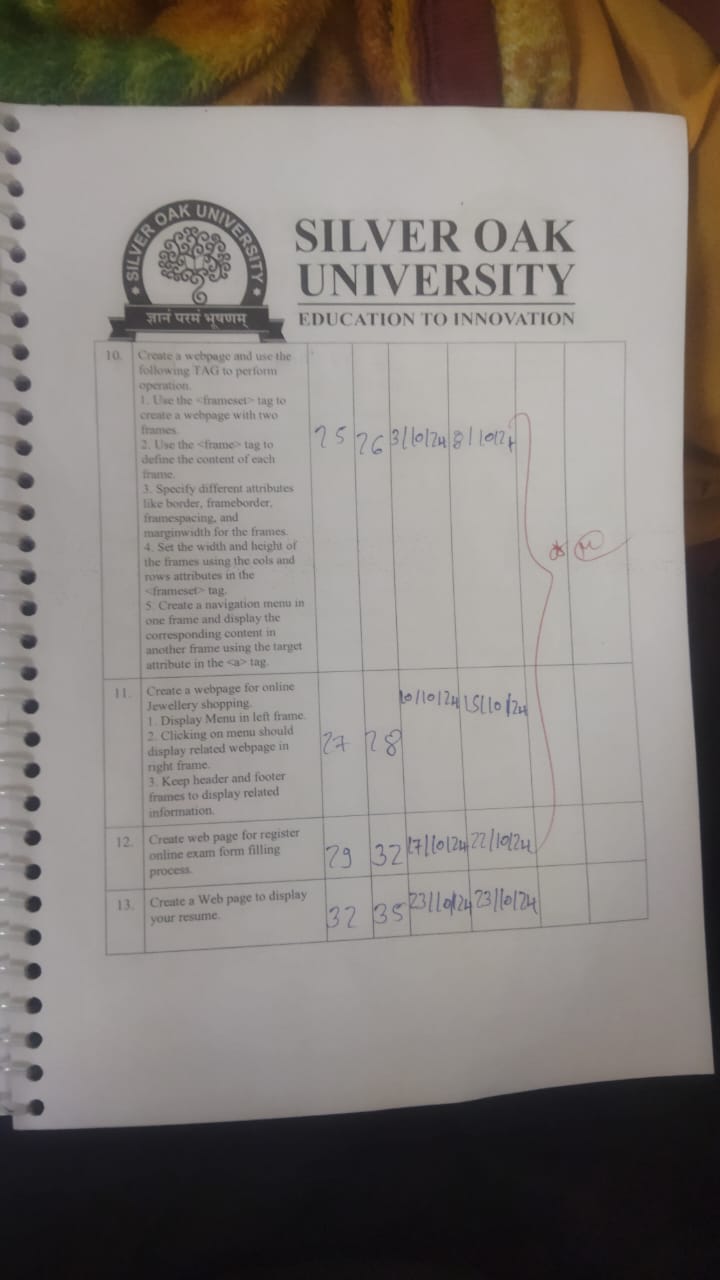 SILVER OAK UNIVERSITY
ज्ञानं परमं भूषणम्
SILVER OAK
UNIVERSITY
EDUCATION TO INNOVATION
10. Create a webpage and use the
following TAG to perform
operation.
1. Use the <frameset> tag to
create a webpage with two
frames.
2. Use the <frame> tag to
define the content of each
frame.
3. Specify different attributes
like border, frameborder,
framespacing, and
marginwidth for the frames.
4. Set the width and height of
the frames using the cols and
rows attributes in the
<frameset> tag.
5. Create a navigation menu in
one frame and display the
corresponding content in
another frame using the target
attribute in the <a> tag.
25 26 3/10/24 8/10/24
11. Create a webpage for online
Jewellery shopping.
1. Display Menu in left frame.
2. Clicking on menu should
display related webpage in
right frame.
3. Keep header and footer
frames to display related
information.
27 28 10/10/24 15/10/24
12. Create web page for register
online exam form filling
process.
29 32 17/10/24 22/10/24
13. Create a Web page to display
your resume.
32 35 23/10/24 23/10/24